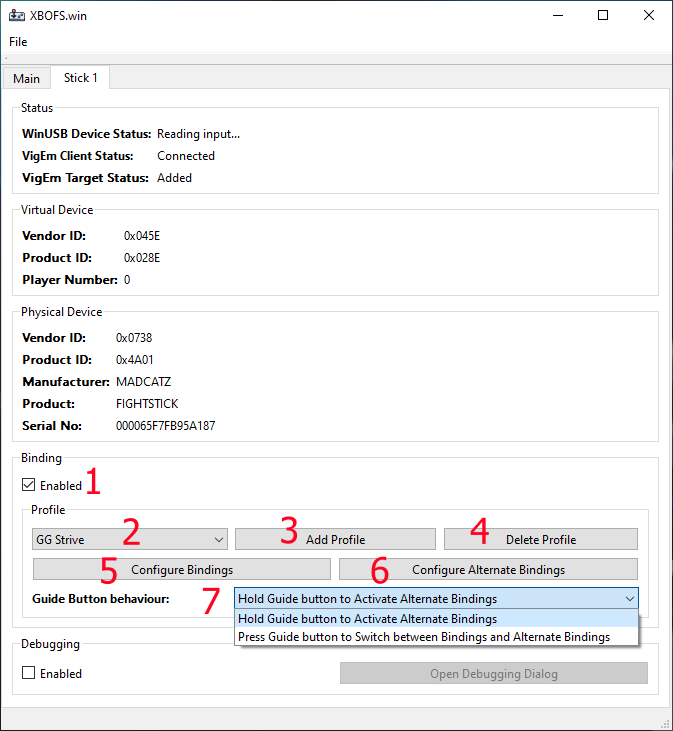 XBOFS.win
File
Main Stick 1
Status
WinUSB Device Status: Reading input...
VigEm Client Status: Connected
VigEm Target Status: Added
Virtual Device
Vendor ID: 0x045E
Product ID: 0x028E
Player Number: 0
Physical Device
Vendor ID: 0x0738
Product ID: 0x4A01
Manufacturer: MADCATZ
Product: FIGHTSTICK
Serial No: 000065F7FB95A187
Binding
Enabled 1
Profile
GG Strive 2 3 Add Profile 4 Delete Profile
5 Configure Bindings 6 Configure Alternate Bindings
Guide Button behaviour: 7 Hold Guide button to Activate Alternate Bindings
Hold Guide button to Activate Alternate Bindings
Press Guide button to Switch between Bindings and Alternate Bindings
Debugging
Enabled Open Debugging Dialog